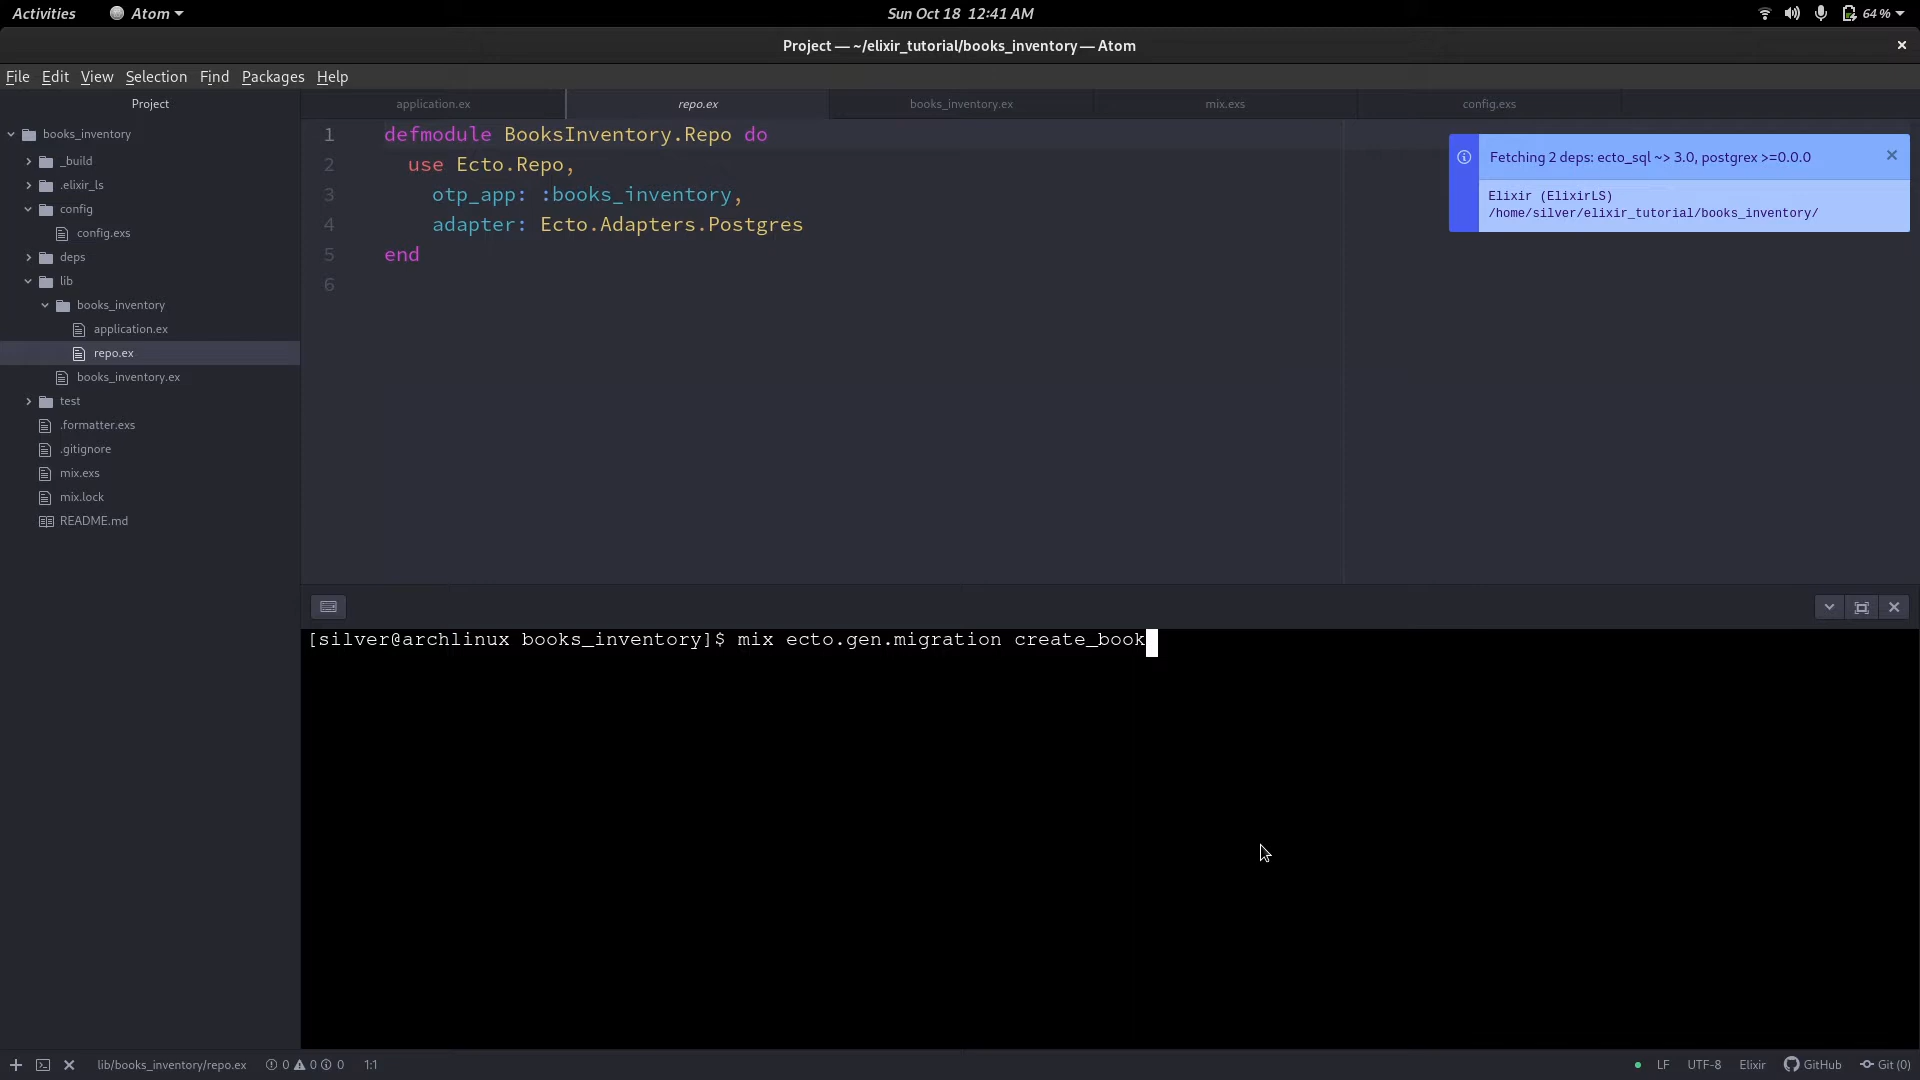 Activities
Atom
Sun Oct 18 12:41 AM
64 %
Project — ~/elixir_tutorial/books_inventory — Atom
File Edit View Selection Find Packages Help
Project
application.ex
repo.ex
books_inventory.ex
mix.exs
config.exs
books_inventory
_build
.elixir_ls
config
config.exs
deps
lib
books_inventory
application.ex
repo.ex
books_inventory.ex
test
.formatter.exs
.gitignore
mix.exs
mix.lock
README.md
1 defmodule BooksInventory.Repo do
2 use Ecto.Repo,
3 otp_app: :books_inventory,
4 adapter: Ecto.Adapters.Postgres
5 end
6
Fetching 2 deps: ecto_sql ~> 3.0, postgrex >=0.0.0
Elixir (ElixirLS)
/home/silver/elixir_tutorial/books_inventory/
[silver@archlinux books_inventory]$ mix ecto.gen.migration create_book
lib/books_inventory/repo.ex 0 0 0 1:1
LF UTF-8 Elixir GitHub Git (0)